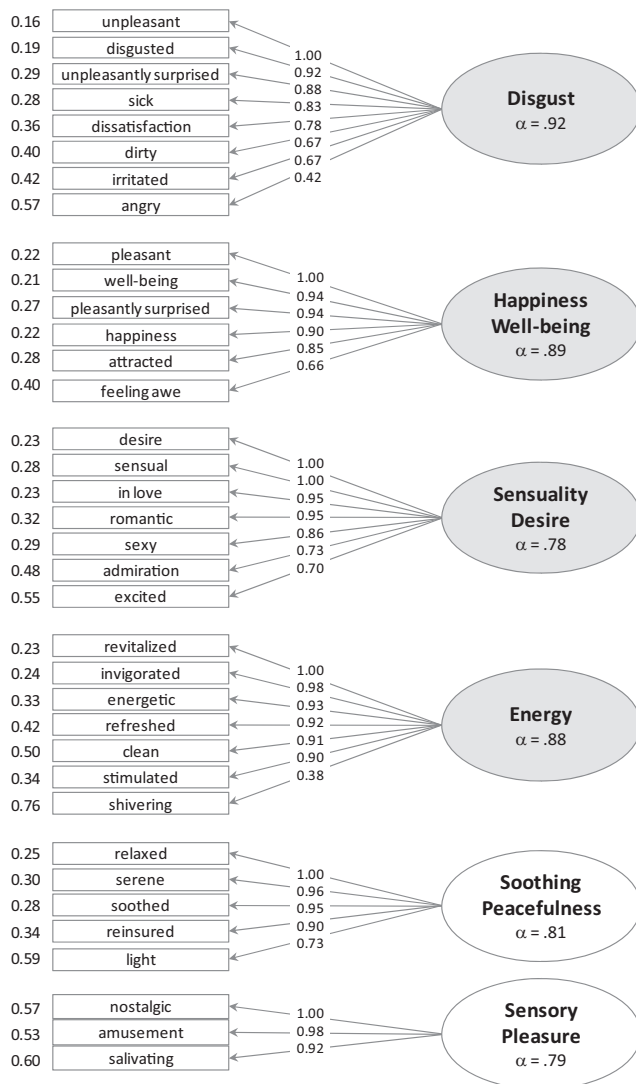 0.16 unpleasant
1.00
0.19 disgusted
0.92
0.29 unpleasantly surprised
0.88
0.28 sick
0.83
Disgust
0.36 dissatisfaction
0.78
α = .92
0.40 dirty
0.67
0.42 irritated
0.67
0.57 angry
0.42
0.22 pleasant
1.00
0.21 well-being
0.94
0.27 pleasantly surprised
0.94
Happiness
Well-being
0.22 happiness
0.90
α = .89
0.28 attracted
0.85
0.40 feeling awe
0.66
0.23 desire
1.00
0.28 sensual
1.00
0.23 in love
0.95
Sensuality
Desire
0.32 romantic
0.95
α = .78
0.29 sexy
0.86
0.48 admiration
0.73
0.55 excited
0.70
0.23 revitalized
1.00
0.24 invigorated
0.98
0.33 energetic
0.93
Energy
0.42 refreshed
0.92
α = .88
0.50 clean
0.91
0.34 stimulated
0.90
0.76 shivering
0.38
0.25 relaxed
1.00
0.30 serene
0.96
Soothing
Peacefulness
0.28 soothed
0.95
α = .81
0.34 reinsured
0.90
0.59 light
0.73
0.57 nostalgic
1.00
Sensory
Pleasure
0.53 amusement
0.98
α = .79
0.60 salivating
0.92